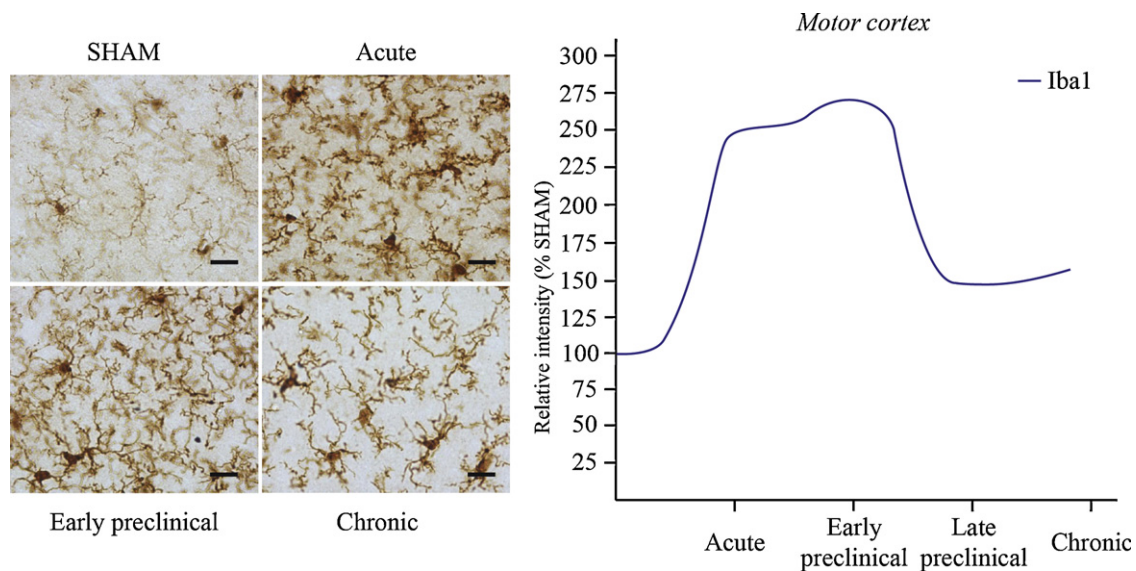 SHAM
Acute
Early preclinical
Chronic
Motor cortex
Iba1
Relative intensity (% SHAM)
300
275
250
225
200
175
150
125
100
75
50
25
Acute
Early
preclinical
Late
preclinical
Chronic